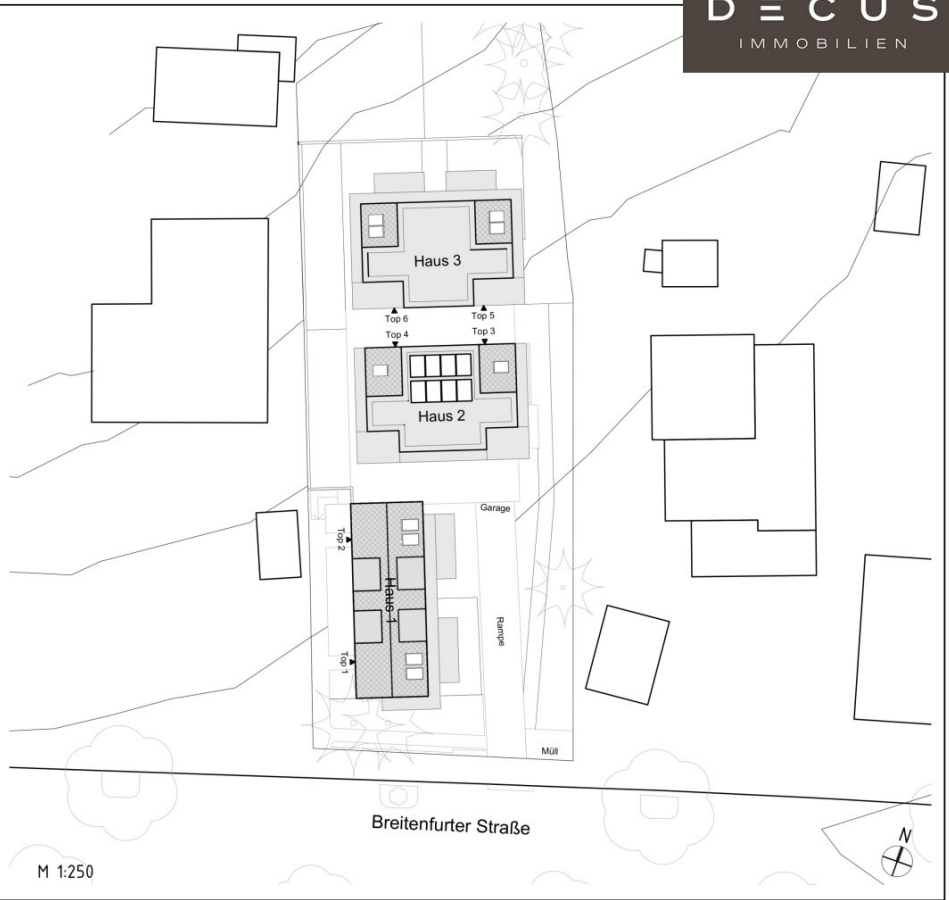 DECUS
IMMOBILIEN
Haus 3
Top 6
Top 5
Top 4
Top 3
Haus 2
Garage
Top 2
Haus 1
Rampe
Top 1
Müll
Breitenfurter Straße
N
M 1:250